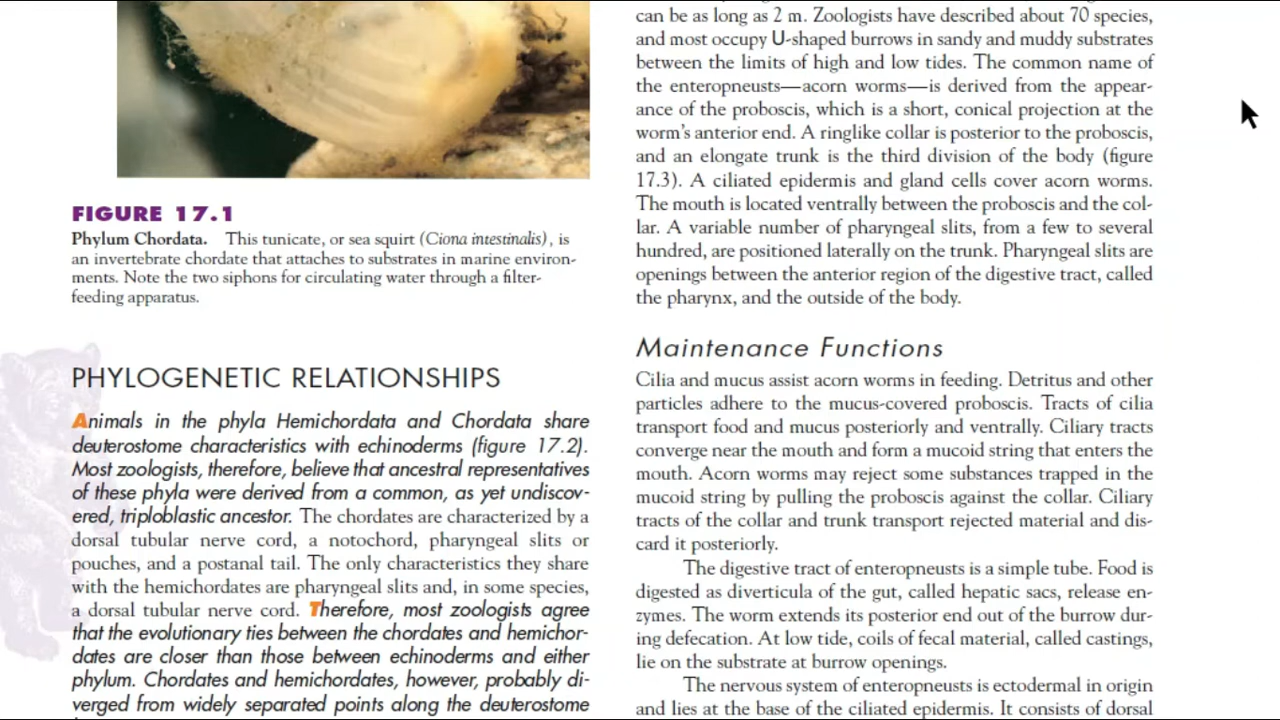 FIGURE 17.1
Phylum Chordata. This tunicate, or sea squirt (Ciona intestinalis), is
an invertebrate chordate that attaches to substrates in marine environ-
ments. Note the two siphons for circulating water through a filter-
feeding apparatus.
PHYLOGENETIC RELATIONSHIPS
Animals in the phyla Hemichordata and Chordata share
deuterostome characteristics with echinoderms (figure 17.2).
Most zoologists, therefore, believe that ancestral representatives
of these phyla were derived from a common, as yet undiscov-
ered, triploblastic ancestor. The chordates are characterized by a
dorsal tubular nerve cord, a notochord, pharyngeal slits or
pouches, and a postanal tail. The only characteristics they share
with the hemichordates are pharyngeal slits and, in some species,
a dorsal tubular nerve cord. Therefore, most zoologists agree
that the evolutionary ties between the chordates and hemichor-
dates are closer than those between echinoderms and either
phylum. Chordates and hemichordates, however, probably di-
verged from widely separated points along the deuterostome
can be as long as 2 m. Zoologists have described about 70 species,
and most occupy U-shaped burrows in sandy and muddy substrates
between the limits of high and low tides. The common name of
the enteropneusts—acorn worms—is derived from the appear-
ance of the proboscis, which is a short, conical projection at the
worm's anterior end. A ringlike collar is posterior to the proboscis,
and an elongate trunk is the third division of the body (figure
17.3). A ciliated epidermis and gland cells cover acorn worms.
The mouth is located ventrally between the proboscis and the col-
lar. A variable number of pharyngeal slits, from a few to several
hundred, are positioned laterally on the trunk. Pharyngeal slits are
openings between the anterior region of the digestive tract, called
the pharynx, and the outside of the body.
Maintenance Functions
Cilia and mucus assist acorn worms in feeding. Detritus and other
particles adhere to the mucus-covered proboscis. Tracts of cilia
transport food and mucus posteriorly and ventrally. Ciliary tracts
converge near the mouth and form a mucoid string that enters the
mouth. Acorn worms may reject some substances trapped in the
mucoid string by pulling the proboscis against the collar. Ciliary
tracts of the collar and trunk transport rejected material and dis-
card it posteriorly.
The digestive tract of enteropneusts is a simple tube. Food is
digested as diverticula of the gut, called hepatic sacs, release en-
zymes. The worm extends its posterior end out of the burrow dur-
ing defecation. At low tide, coils of fecal material, called castings,
lie on the substrate at burrow openings.
The nervous system of enteropneusts is ectodermal in origin
and lies at the base of the ciliated epidermis. It consists of dorsal